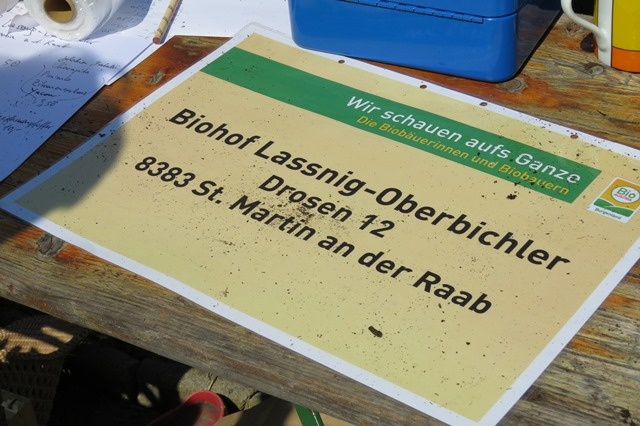 Wir schauen aufs Ganze
Die Biobäuerinnen und Biobauern
Bio
Biohof Lassnig-Oberbichler
Drosen 12
8383 St. Martin an der Raab